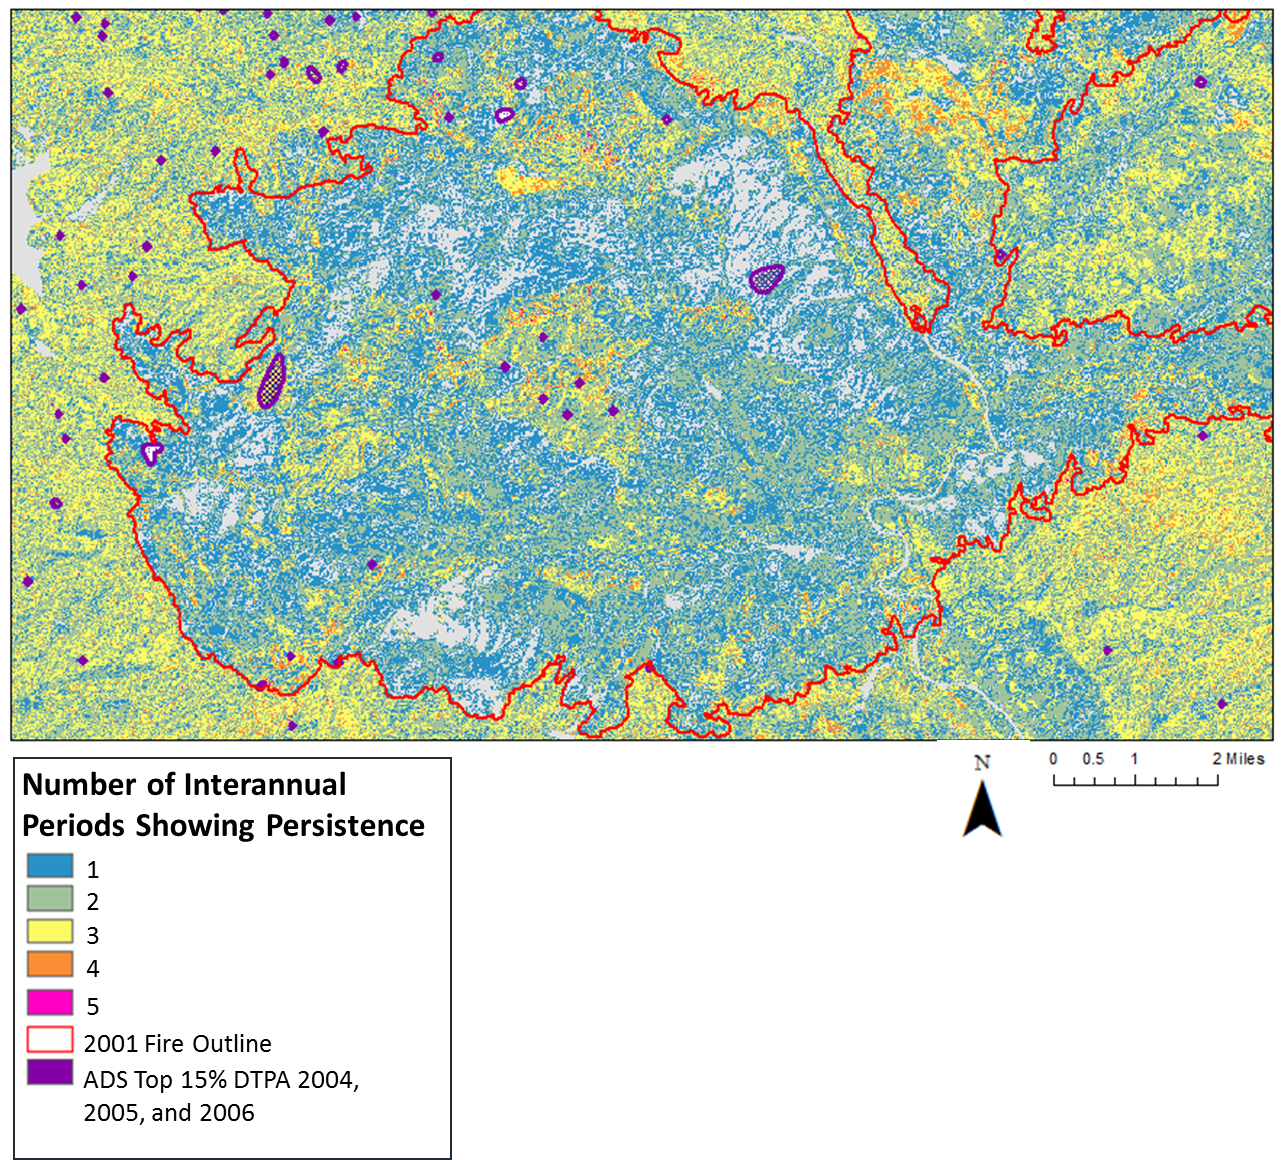 N
0 0.5 1 2 Miles
Number of Interannual
Periods Showing Persistence
1
2
3
4
5
2001 Fire Outline
ADS Top 15% DTPA 2004,
2005, and 2006